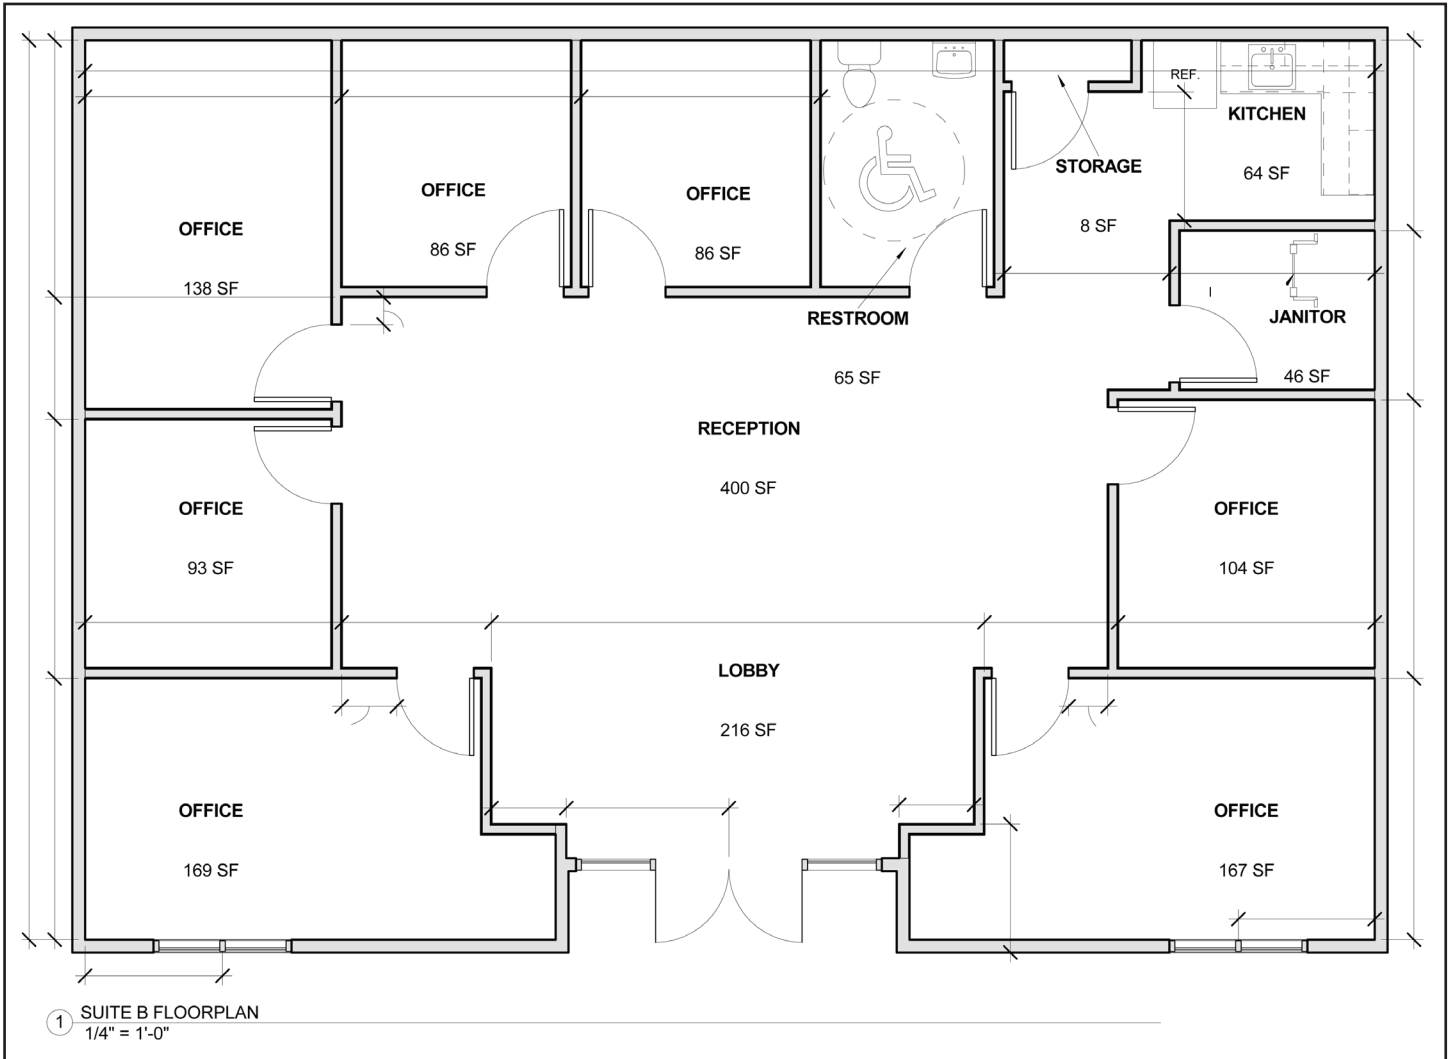 REF.
KITCHEN
64 SF
STORAGE
8 SF
OFFICE
86 SF
OFFICE
86 SF
OFFICE
138 SF
RESTROOM
65 SF
JANITOR
46 SF
RECEPTION
400 SF
OFFICE
93 SF
OFFICE
104 SF
LOBBY
216 SF
OFFICE
169 SF
OFFICE
167 SF
1 SUITE B FLOORPLAN
1/4" = 1'-0"